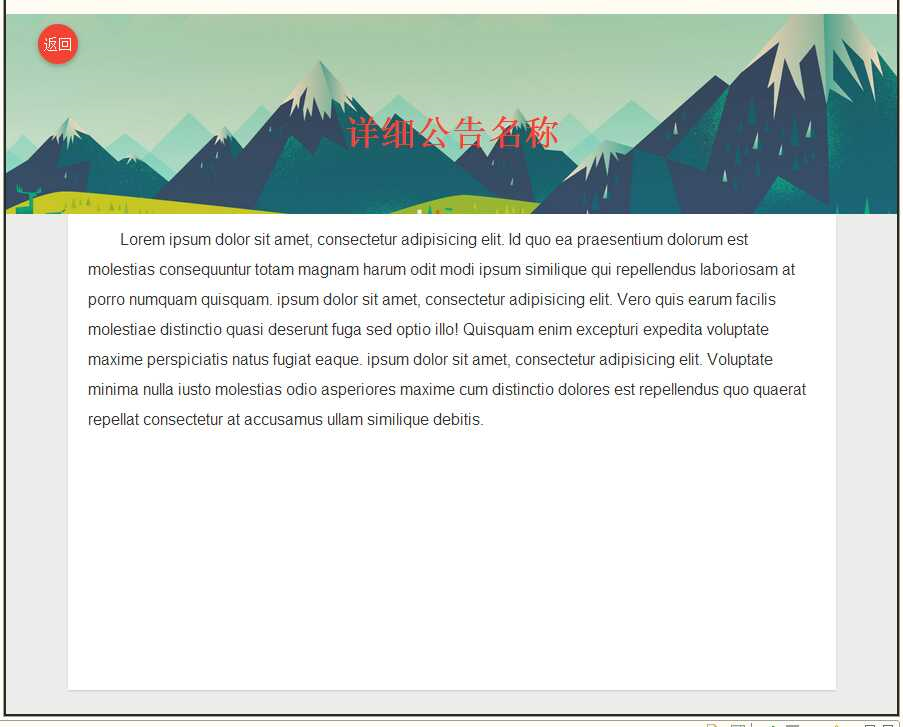 返回
详细公告名称
Lorem ipsum dolor sit amet, consectetur adipisicing elit. Id quo ea praesentium dolorum est
molestias consequuntur totam magnam harum odit modi ipsum similique qui repellendus laboriosam at
porro numquam quisquam. ipsum dolor sit amet, consectetur adipisicing elit. Vero quis earum facilis
molestiae distinctio quasi deserunt fuga sed optio illo! Quisquam enim excepturi expedita voluptate
maxime perspiciatis natus fugiat eaque. ipsum dolor sit amet, consectetur adipisicing elit. Voluptate
minima nulla iusto molestias odio asperiores maxime cum distinctio dolores est repellendus quo quaerat
repellat consectetur at accusamus ullam similique debitis.